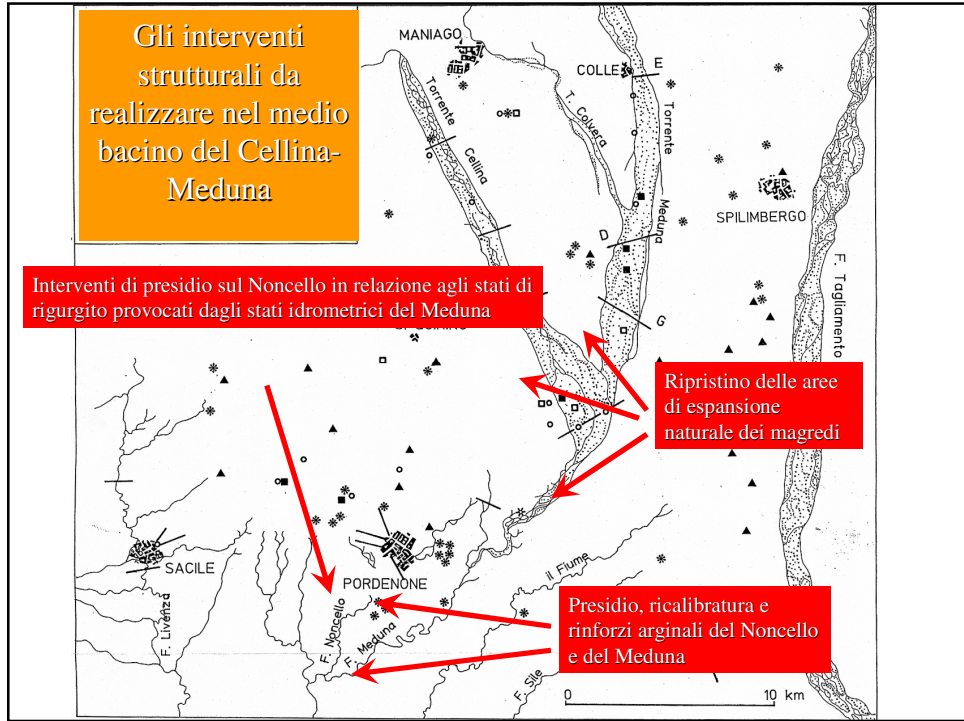 Gli interventi
strutturali da
realizzare nel medio
bacino del Cellina-
Meduna
MANIAGO
COLLE
E
Torrente
Cellina
T. Colvera
Torrente
Meduna
SPILIMBERGO
D
G
F. Tagliamento
Interventi di presidio sul Noncello in relazione agli stati di
rigurgito provocati dagli stati idrometrici del Meduna
Ripristino delle aree
di espansione
naturale dei magredi
SACILE
PORDENONE
F. Livenza
F. Noncello
F. Meduna
il Fiume
F. Sile
Presidio, ricalibratura e
rinforzi arginali del Noncello
e del Meduna
0 10 km